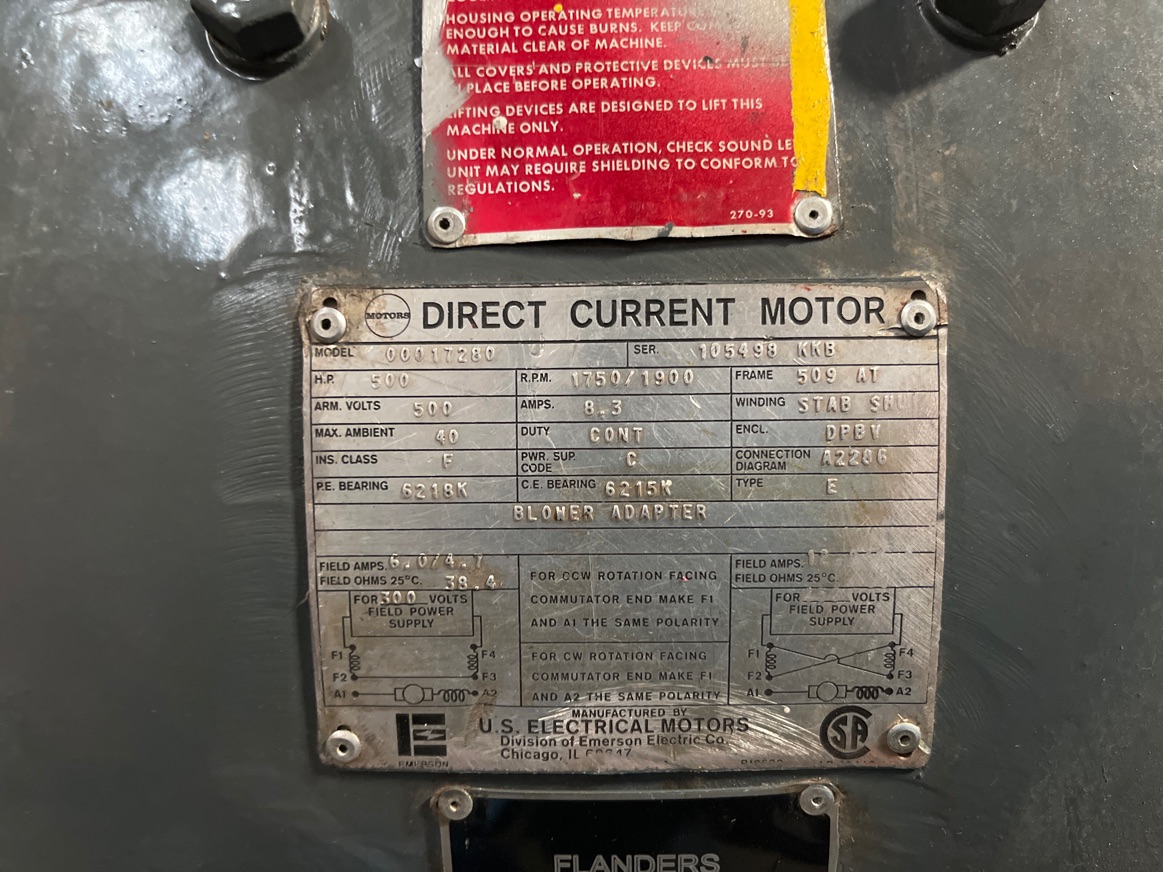 HOUSING OPERATING TEMPERATURE
ENOUGH TO CAUSE BURNS. KEEP
MATERIAL CLEAR OF MACHINE.
ALL COVERS AND PROTECTIVE DEVICES MUST BE
PLACE BEFORE OPERATING.
LIFTING DEVICES ARE DESIGNED TO LIFT THIS
MACHINE ONLY.
UNDER NORMAL OPERATION, CHECK SOUND
UNIT MAY REQUIRE SHIELDING TO CONFORM TO
REGULATIONS.
270-93
MOTORS DIRECT CURRENT MOTOR
MODEL 00017280 SER. 105498 KKB
H.P. 500 R.P.M. 1750/1900 FRAME 509 AT
ARM. VOLTS 500 AMPS. 8.3 WINDING STAB
MAX. AMBIENT 40 DUTY CONT ENCL. DPBV
INS. CLASS F PWR. SUP. CODE C CONNECTION DIAGRAM A2286
P.E. BEARING 6218K C.E. BEARING 6215K TYPE E
BLOWER ADAPTER
FIELD AMPS. 6.0/4.7
FIELD OHMS 25°C. 38.4
FOR 300 VOLTS
FIELD POWER
SUPPLY
F1 F4
F2 F3
A1 A2
FOR CCW ROTATION FACING
COMMUTATOR END MAKE F1
AND A1 THE SAME POLARITY
FOR CW ROTATION FACING
COMMUTATOR END MAKE F1
AND A2 THE SAME POLARITY
FIELD AMPS.
FIELD OHMS 25°C.
FOR VOLTS
FIELD POWER
SUPPLY
F1 F4
F2 F3
A1 A2
MANUFACTURED BY
U.S. ELECTRICAL MOTORS
Division of Emerson Electric Co.
Chicago, IL
EMERSON
SA
FLANDERS